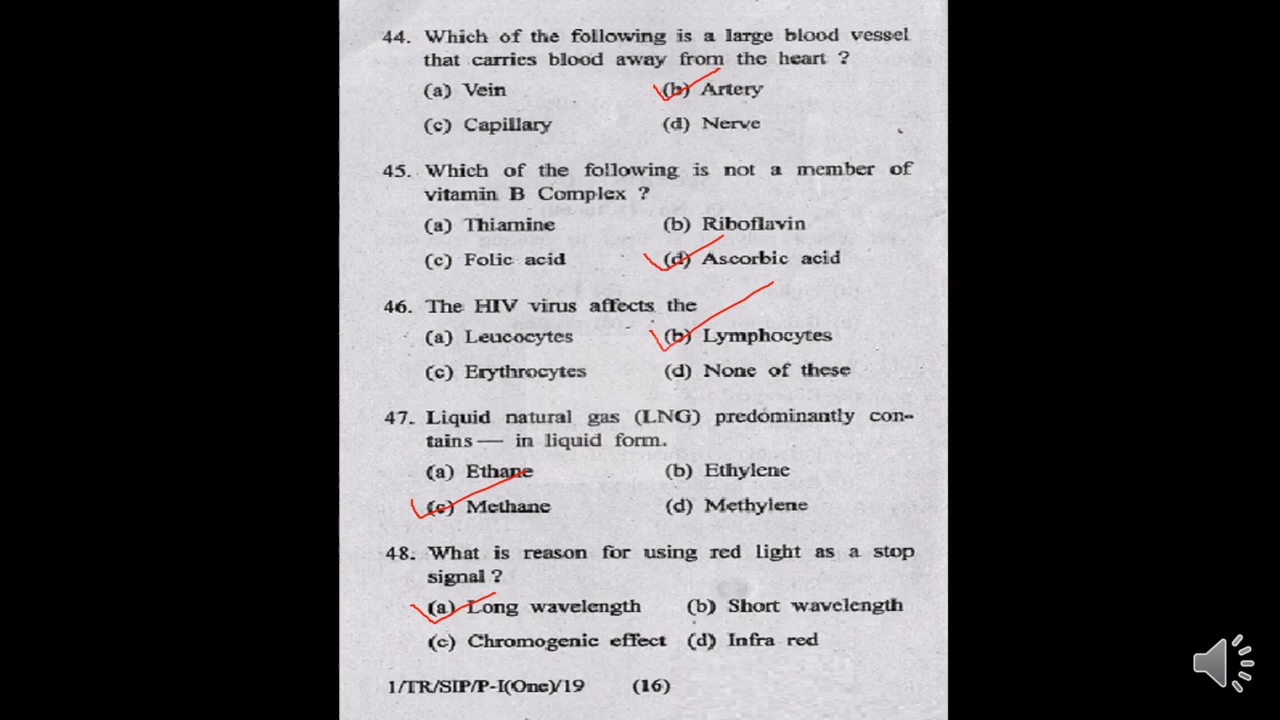 44. Which of the following is a large blood vessel
that carries blood away from the heart ?
(a) Vein (b) Artery
(c) Capillary (d) Nerve
45. Which of the following is not a member of
vitamin B Complex ?
(a) Thiamine (b) Riboflavin
(c) Folic acid (d) Ascorbic acid
46. The HIV virus affects the
(a) Leucocytes (b) Lymphocytes
(c) Erythrocytes (d) None of these
47. Liquid natural gas (LNG) predominantly con-
tains — in liquid form.
(a) Ethane (b) Ethylene
(c) Methane (d) Methylene
48. What is reason for using red light as a stop
signal ?
(a) Long wavelength (b) Short wavelength
(c) Chromogenic effect (d) Infra red
1/TR/SIP/P-I(One)/19 (16)